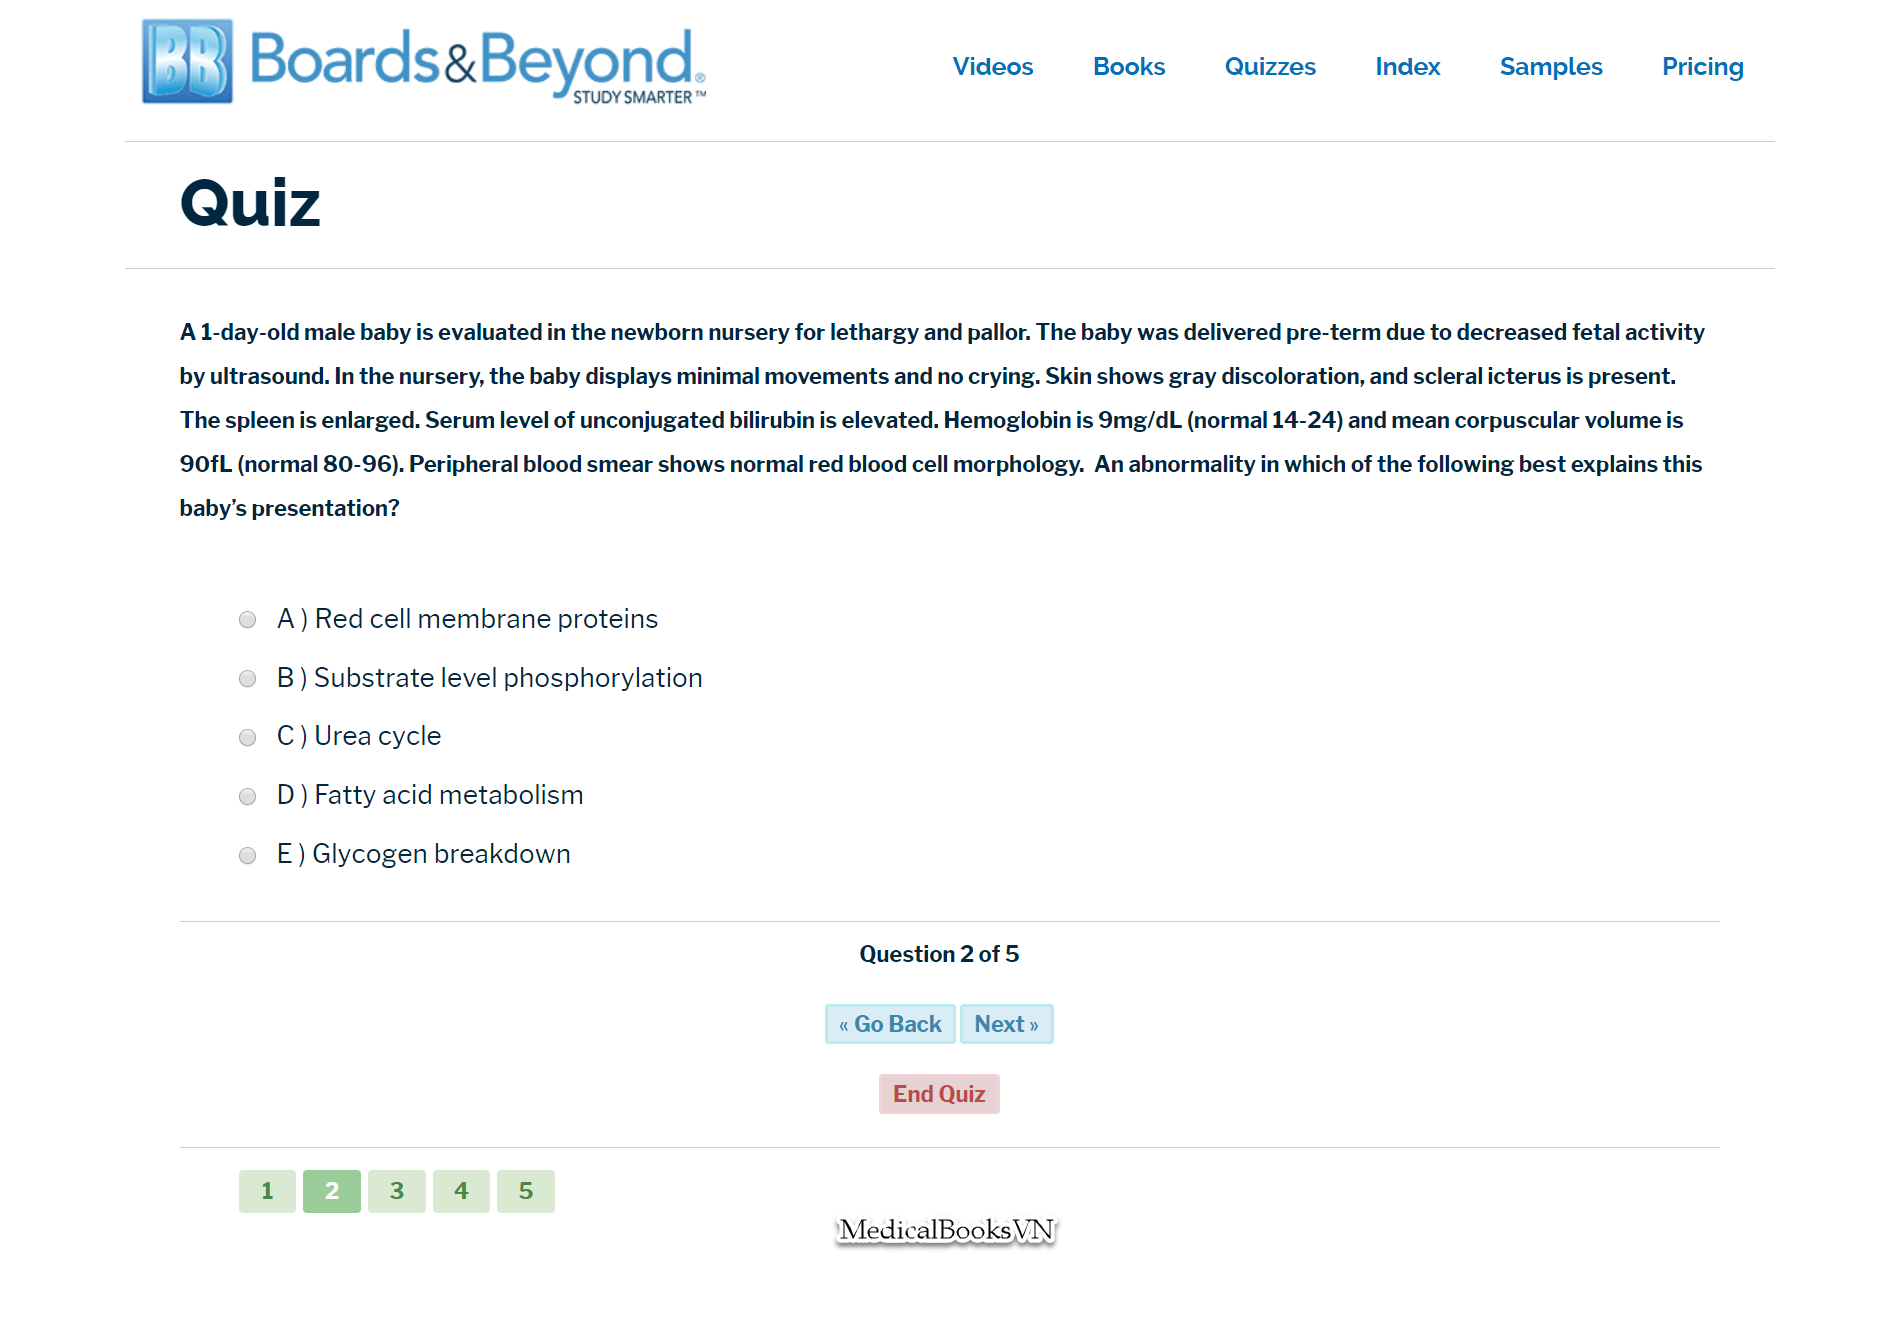 BB Boards&Beyond®
STUDY SMARTER™
Videos Books Quizzes Index Samples Pricing
Quiz
A 1-day-old male baby is evaluated in the newborn nursery for lethargy and pallor. The baby was delivered pre-term due to decreased fetal activity
by ultrasound. In the nursery, the baby displays minimal movements and no crying. Skin shows gray discoloration, and scleral icterus is present.
The spleen is enlarged. Serum level of unconjugated bilirubin is elevated. Hemoglobin is 9mg/dL (normal 14-24) and mean corpuscular volume is
90fL (normal 80-96). Peripheral blood smear shows normal red blood cell morphology.  An abnormality in which of the following best explains this
baby’s presentation?
A ) Red cell membrane proteins
B ) Substrate level phosphorylation
C ) Urea cycle
D ) Fatty acid metabolism
E ) Glycogen breakdown
Question 2 of 5
« Go Back Next »
End Quiz
1 2 3 4 5
MedicalBooksVN